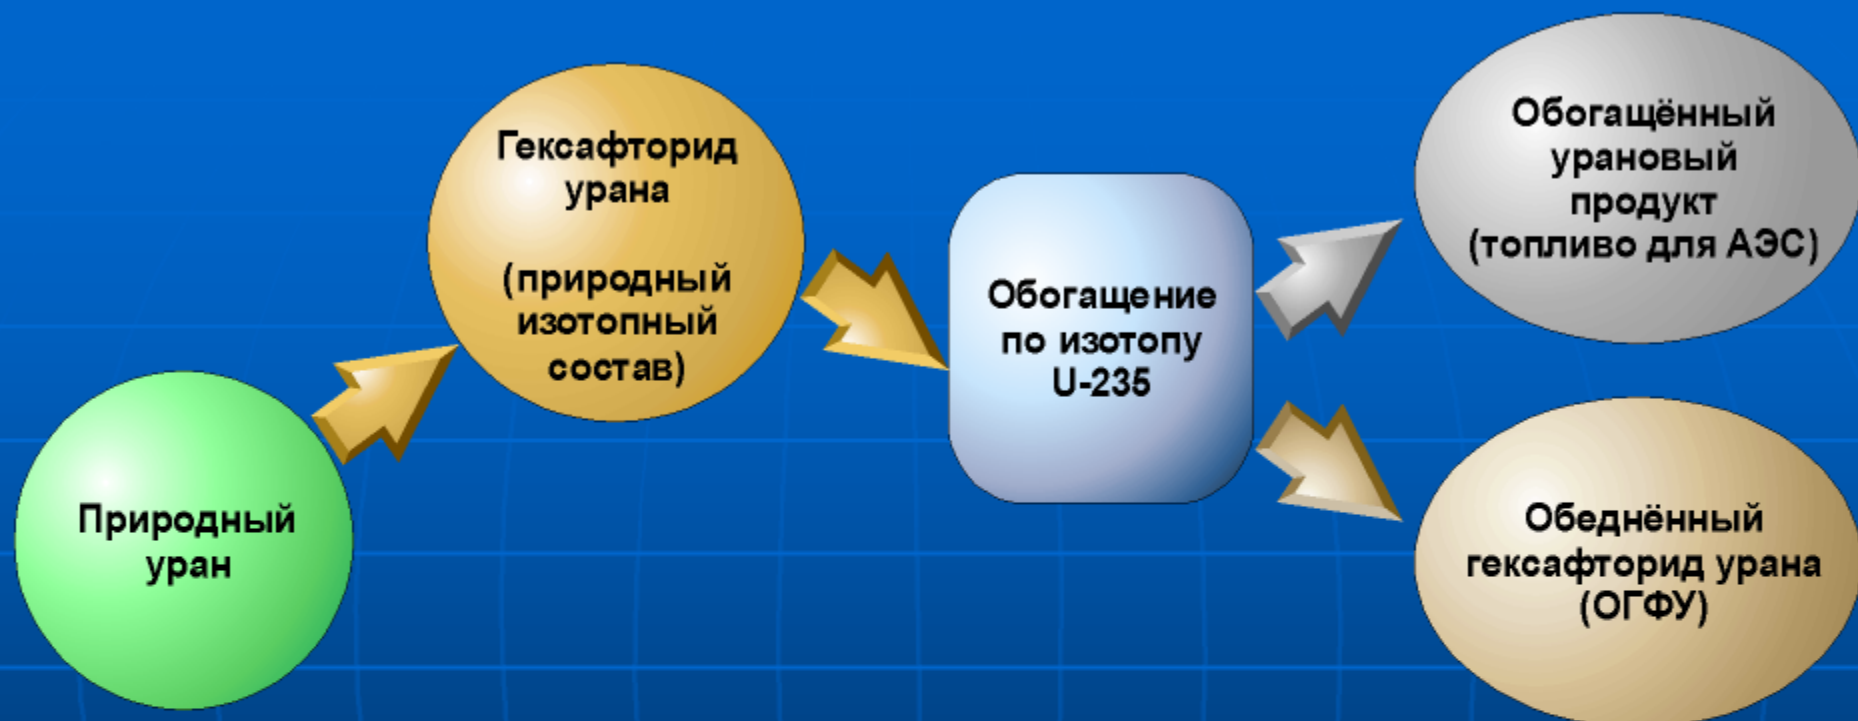 Природный
уран
Гексафторид
урана
(природный
изотопный
состав)
Обогащение
по изотопу
U-235
Обогащённый
урановый
продукт
(топливо для АЭС)
Обеднённый
гексафторид урана
(ОГФУ)